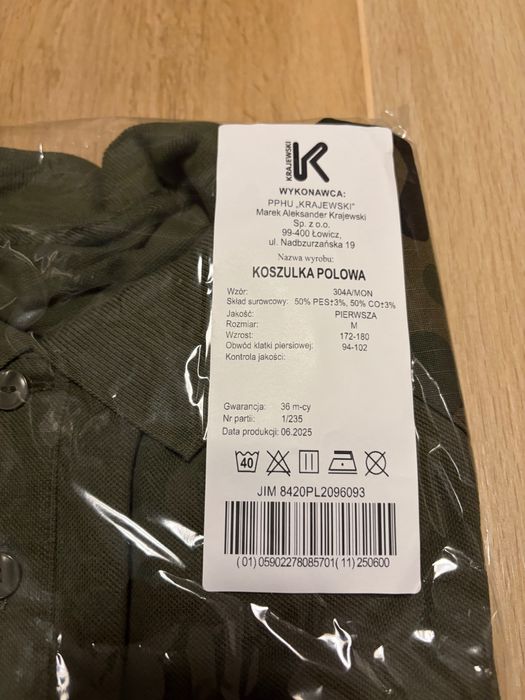 K
KRAJEWSKI
WYKONAWCA:
PPHU „KRAJEWSKI"
Marek Aleksander Krajewski
Sp. z o.o.
99-400 Łowicz,
ul. Nadbzurzańska 19
Nazwa wyrobu:
KOSZULKA POLOWA
Wzór: 304A/MON
Skład surowcowy: 50% PES±3%, 50% CO±3%
Jakość: PIERWSZA
Rozmiar: M
Wzrost: 172-180
Obwód klatki piersiowej: 94-102
Kontrola jakości:
Gwarancja: 36 m-cy
Nr partii: 1/235
Data produkcji: 06.2025
40
JIM 8420PL2096093
(01)05902278085701(11)250600